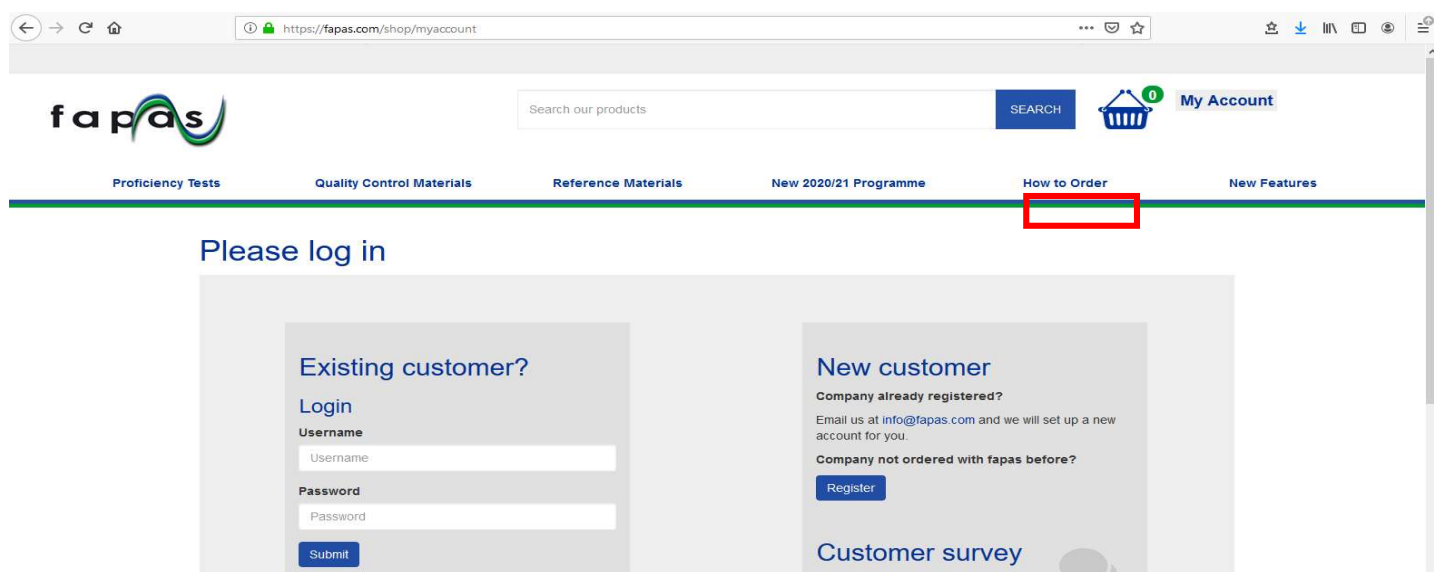 https://fapas.com/shop/myaccount
fapas
Search our products
SEARCH
0
My Account
Proficiency Tests
Quality Control Materials
Reference Materials
New 2020/21 Programme
How to Order
New Features
Please log in
Existing customer?
Login
Username
Username
Password
Password
Submit
New customer
Company already registered?
Email us at info@fapas.com and we will set up a new
account for you.
Company not ordered with fapas before?
Register
Customer survey